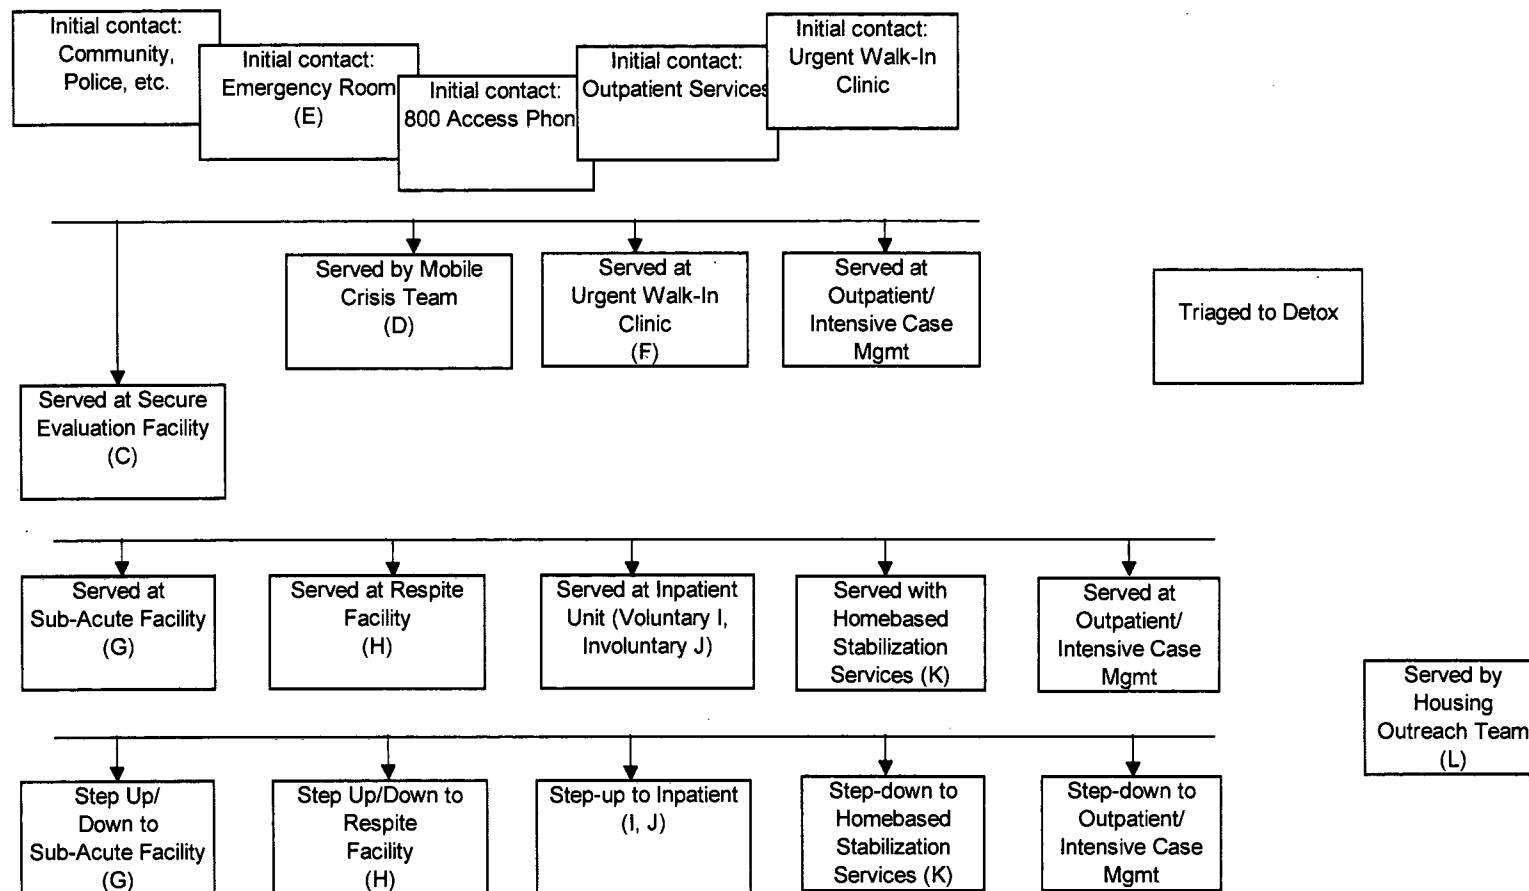 Initial contact:
Community,
Police, etc.
Initial contact:
Emergency Room
(E)
Initial contact:
800 Access Phon
Initial contact:
Outpatient Services
Initial contact:
Urgent Walk-In
Clinic
Served by Mobile
Crisis Team
(D)
Served at
Urgent Walk-In
Clinic
(F)
Served at
Outpatient/
Intensive Case
Mgmt
Triaged to Detox
Served at Secure
Evaluation Facility
(C)
Served at
Sub-Acute Facility
(G)
Served at Respite
Facility
(H)
Served at Inpatient
Unit (Voluntary I,
Involuntary J)
Served with
Homebased
Stabilization
Services (K)
Served at
Outpatient/
Intensive Case
Mgmt
Served by
Housing
Outreach Team
(L)
Step Up/
Down to
Sub-Acute Facility
(G)
Step Up/Down to
Respite
Facility
(H)
Step-up to Inpatient
(I, J)
Step-down to
Homebased
Stabilization
Services (K)
Step-down to
Outpatient/
Intensive Case
Mgmt